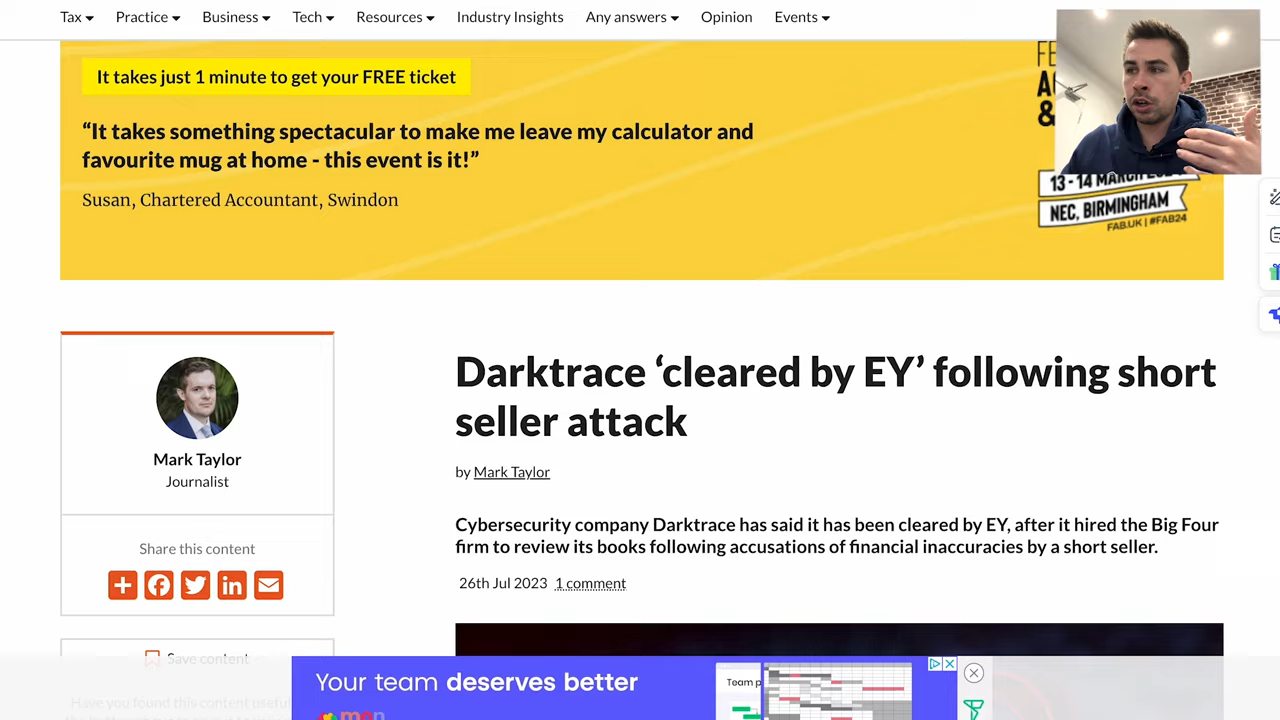 Tax Practice Business Tech Resources Industry Insights Any answers Opinion Events
It takes just 1 minute to get your FREE ticket
“It takes something spectacular to make me leave my calculator and
favourite mug at home - this event is it!”
Susan, Chartered Accountant, Swindon
&
13 - 14 MARCH
NEC, BIRMINGHAM
FAB.UK | #FAB24
Mark Taylor
Journalist
Share this content
Save content
Darktrace ‘cleared by EY’ following short
seller attack
by Mark Taylor
Cybersecurity company Darktrace has said it has been cleared by EY, after it hired the Big Four
firm to review its books following accusations of financial inaccuracies by a short seller.
26th Jul 2023 1 comment
Your team deserves better
Team